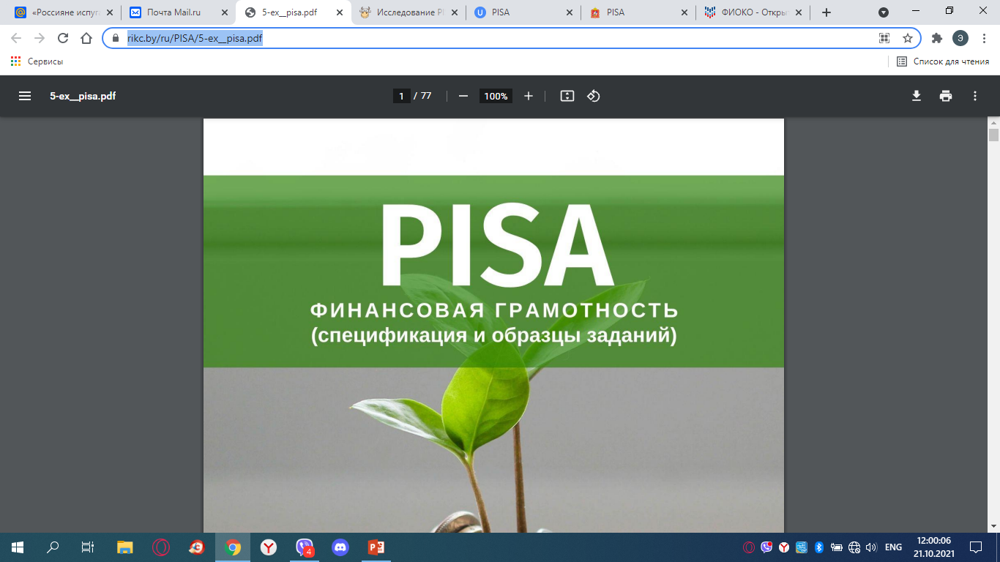 «Россияне испуг
Почта Mail.ru
5-ex__pisa.pdf
Исследование PI
PISA
PISA
ФИОКО - Откры
rikc.by/ru/PISA/5-ex__pisa.pdf
Э
Сервисы
Список для чтения
5-ex__pisa.pdf
1 / 77
100%
PISA
ФИНАНСОВАЯ ГРАМОТНОСТЬ
(спецификация и образцы заданий)
4
ENG
12:00:06
21.10.2021